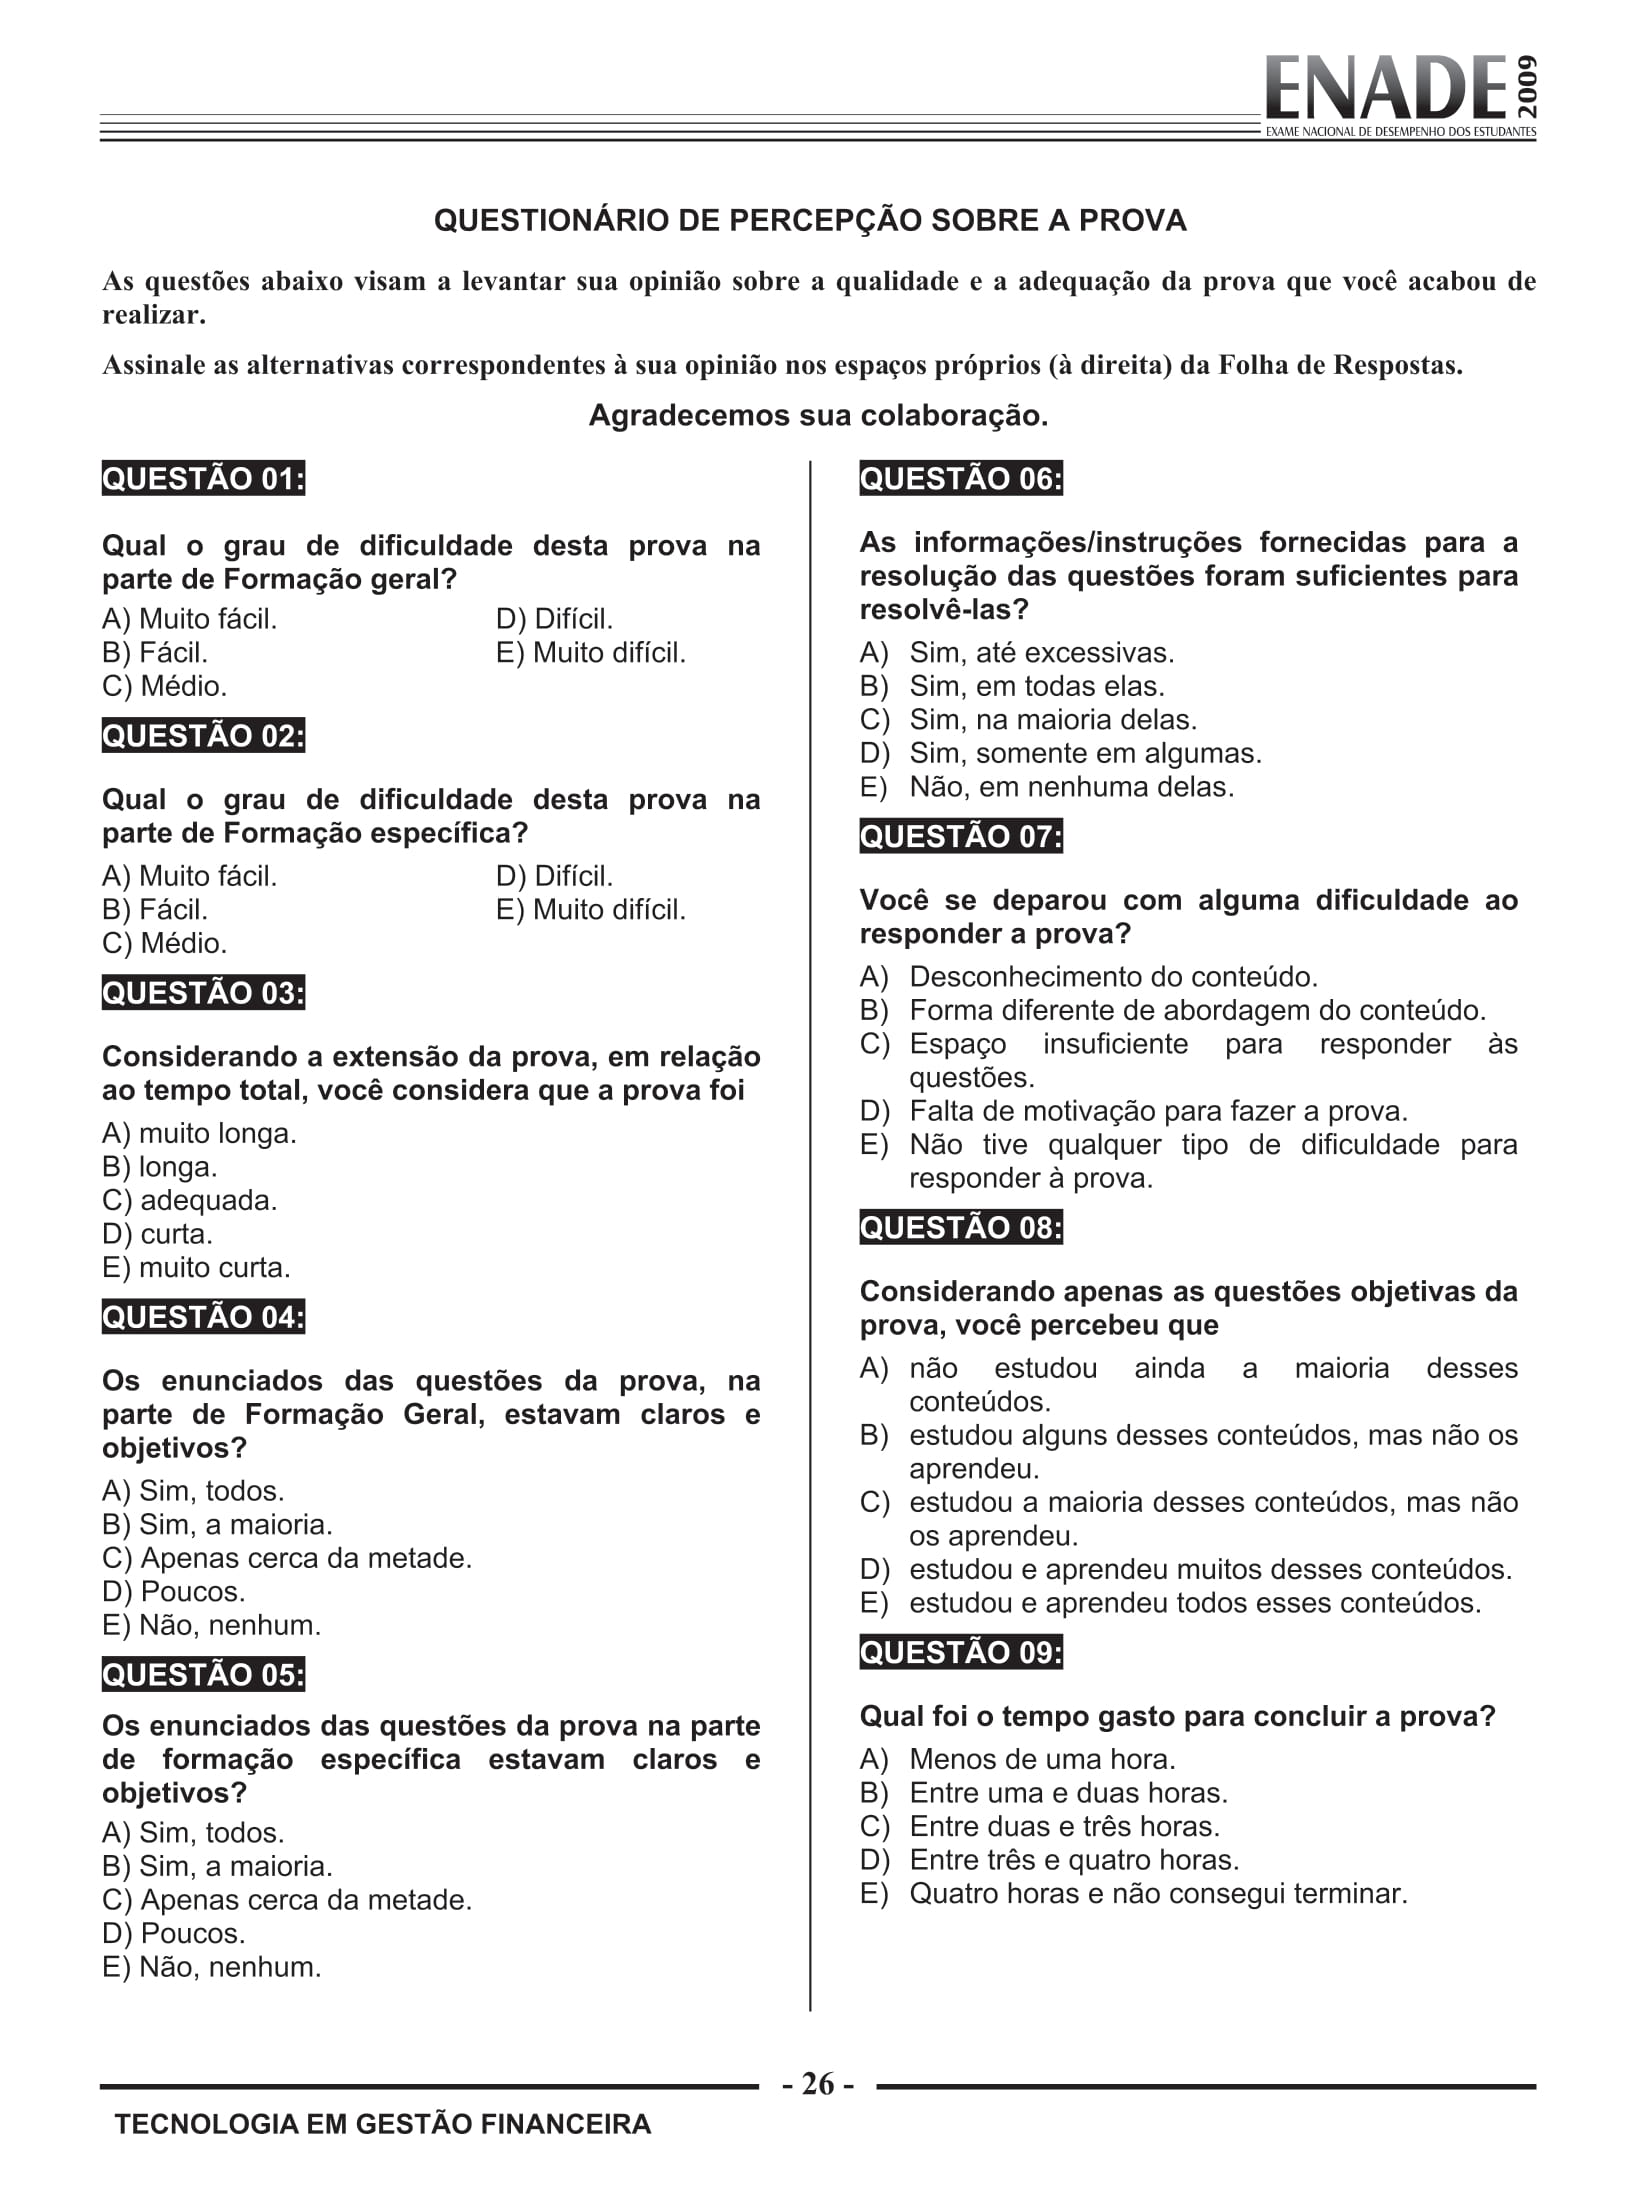 ENADE
2009
EXAME NACIONAL DE DESEMPENHO DOS ESTUDANTES
QUESTIONÁRIO DE PERCEPÇÃO SOBRE A PROVA
As questões abaixo visam a levantar sua opinião sobre a qualidade e a adequação da prova que você acabou de
realizar.
Assinale as alternativas correspondentes à sua opinião nos espaços próprios (à direita) da Folha de Respostas.
Agradecemos sua colaboração.
QUESTÃO 01:
Qual o grau de dificuldade desta prova na
parte de Formação geral?
A) Muito fácil.
B) Fácil.
C) Médio.
D) Difícil.
E) Muito difícil.
QUESTÃO 02:
Qual o grau de dificuldade desta prova na
parte de Formação específica?
A) Muito fácil.
B) Fácil.
C) Médio.
D) Difícil.
E) Muito difícil.
QUESTÃO 03:
Considerando a extensão da prova, em relação
ao tempo total, você considera que a prova foi
A) muito longa.
B) longa.
C) adequada.
D) curta.
E) muito curta.
QUESTÃO 04:
Os enunciados das questões da prova, na
parte de Formação Geral, estavam claros e
objetivos?
A) Sim, todos.
B) Sim, a maioria.
C) Apenas cerca da metade.
D) Poucos.
E) Não, nenhum.
QUESTÃO 05:
Os enunciados das questões da prova na parte
de formação específica estavam claros e
objetivos?
A) Sim, todos.
B) Sim, a maioria.
C) Apenas cerca da metade.
D) Poucos.
E) Não, nenhum.
QUESTÃO 06:
As informações/instruções fornecidas para a
resolução das questões foram suficientes para
resolvê-las?
A) Sim, até excessivas.
B) Sim, em todas elas.
C) Sim, na maioria delas.
D) Sim, somente em algumas.
E) Não, em nenhuma delas.
QUESTÃO 07:
Você se deparou com alguma dificuldade ao
responder a prova?
A) Desconhecimento do conteúdo.
B) Forma diferente de abordagem do conteúdo.
C) Espaço insuficiente para responder às
questões.
D) Falta de motivação para fazer a prova.
E) Não tive qualquer tipo de dificuldade para
responder à prova.
QUESTÃO 08:
Considerando apenas as questões objetivas da
prova, você percebeu que
A) não estudou ainda a maioria desses
conteúdos.
B) estudou alguns desses conteúdos, mas não os
aprendeu.
C) estudou a maioria desses conteúdos, mas não
os aprendeu.
D) estudou e aprendeu muitos desses conteúdos.
E) estudou e aprendeu todos esses conteúdos.
QUESTÃO 09:
Qual foi o tempo gasto para concluir a prova?
A) Menos de uma hora.
B) Entre uma e duas horas.
C) Entre duas e três horas.
D) Entre três e quatro horas.
E) Quatro horas e não consegui terminar.
- 26 -
TECNOLOGIA EM GESTÃO FINANCEIRA